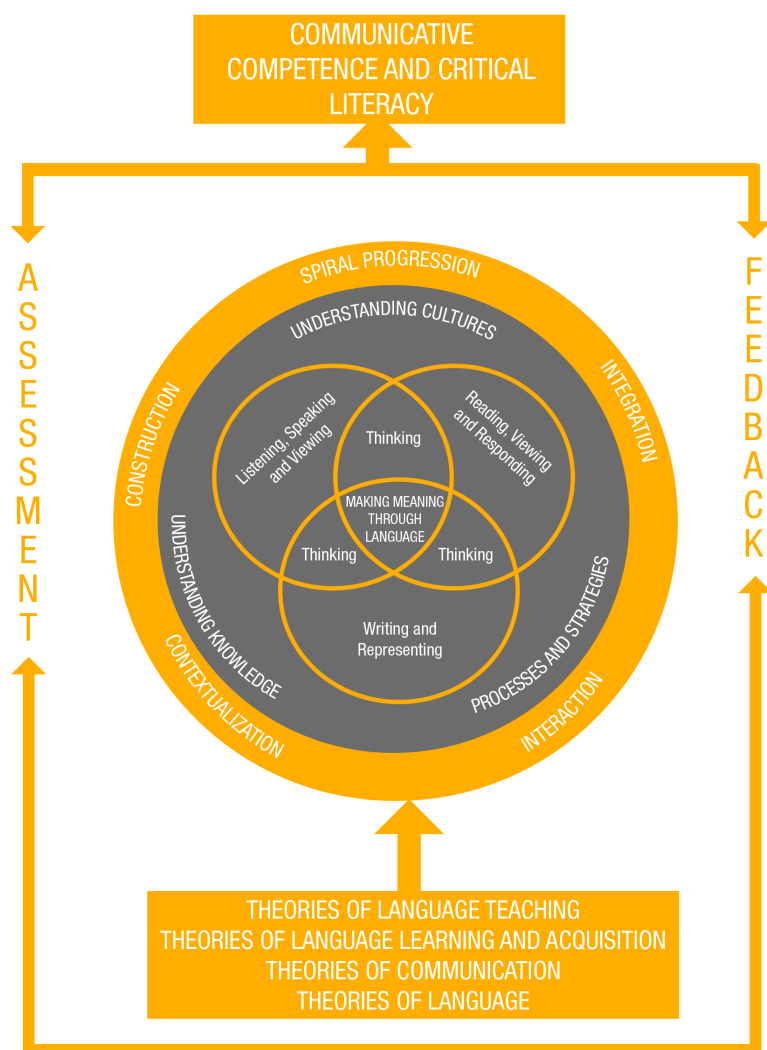 COMMUNICATIVE
COMPETENCE AND CRITICAL
LITERACY
ASSESSMENT
FEEDBACK
SPIRAL PROGRESSION
INTEGRATION
INTERACTION
CONTEXTUALIZATION
CONSTRUCTION
UNDERSTANDING CULTURES
PROCESSES AND STRATEGIES
UNDERSTANDING KNOWLEDGE
Listening, Speaking
and Viewing
Thinking
Reading, Viewing
and Responding
MAKING MEANING
THROUGH
LANGUAGE
Thinking
Thinking
Writing and
Representing
THEORIES OF LANGUAGE TEACHING
THEORIES OF LANGUAGE LEARNING AND ACQUISITION
THEORIES OF COMMUNICATION
THEORIES OF LANGUAGE